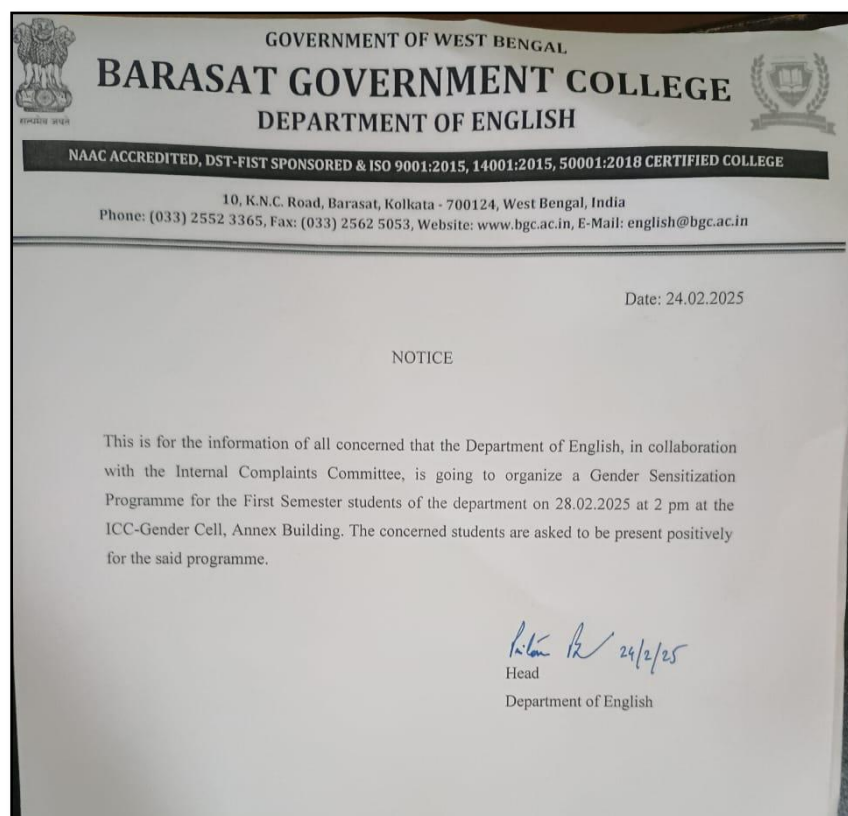 GOVERNMENT OF WEST BENGAL
BARASAT GOVERNMENT COLLEGE
DEPARTMENT OF ENGLISH
सत्यमेव जयते
NAAC ACCREDITED, DST-FIST SPONSORED & ISO 9001:2015, 14001:2015, 50001:2018 CERTIFIED COLLEGE
10, K.N.C. Road, Barasat, Kolkata - 700124, West Bengal, India
Phone: (033) 2552 3365, Fax: (033) 2562 5053, Website: www.bgc.ac.in, E-Mail: english@bgc.ac.in
Date: 24.02.2025
NOTICE
This is for the information of all concerned that the Department of English, in collaboration
with the Internal Complaints Committee, is going to organize a Gender Sensitization
Programme for the First Semester students of the department on 28.02.2025 at 2 pm at the
ICC-Gender Cell, Annex Building. The concerned students are asked to be present positively
for the said programme.
24/2/25
Head
Department of English